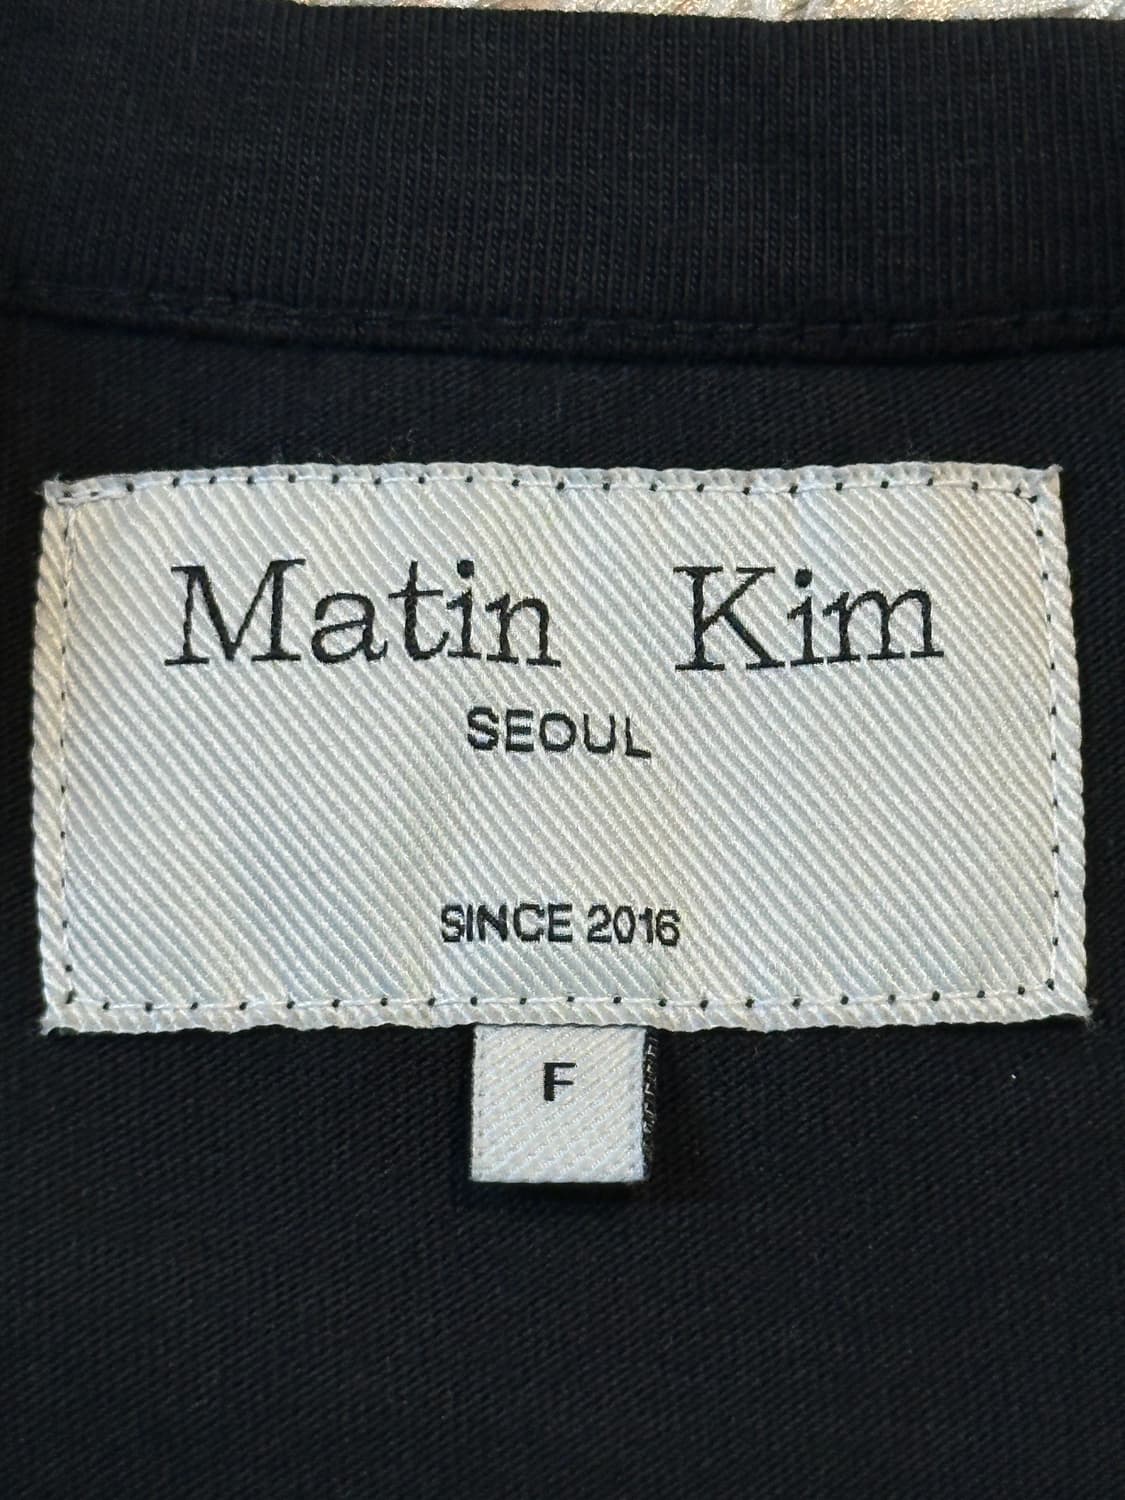 Matin Kim
SEOUL
SINCE 2016
F